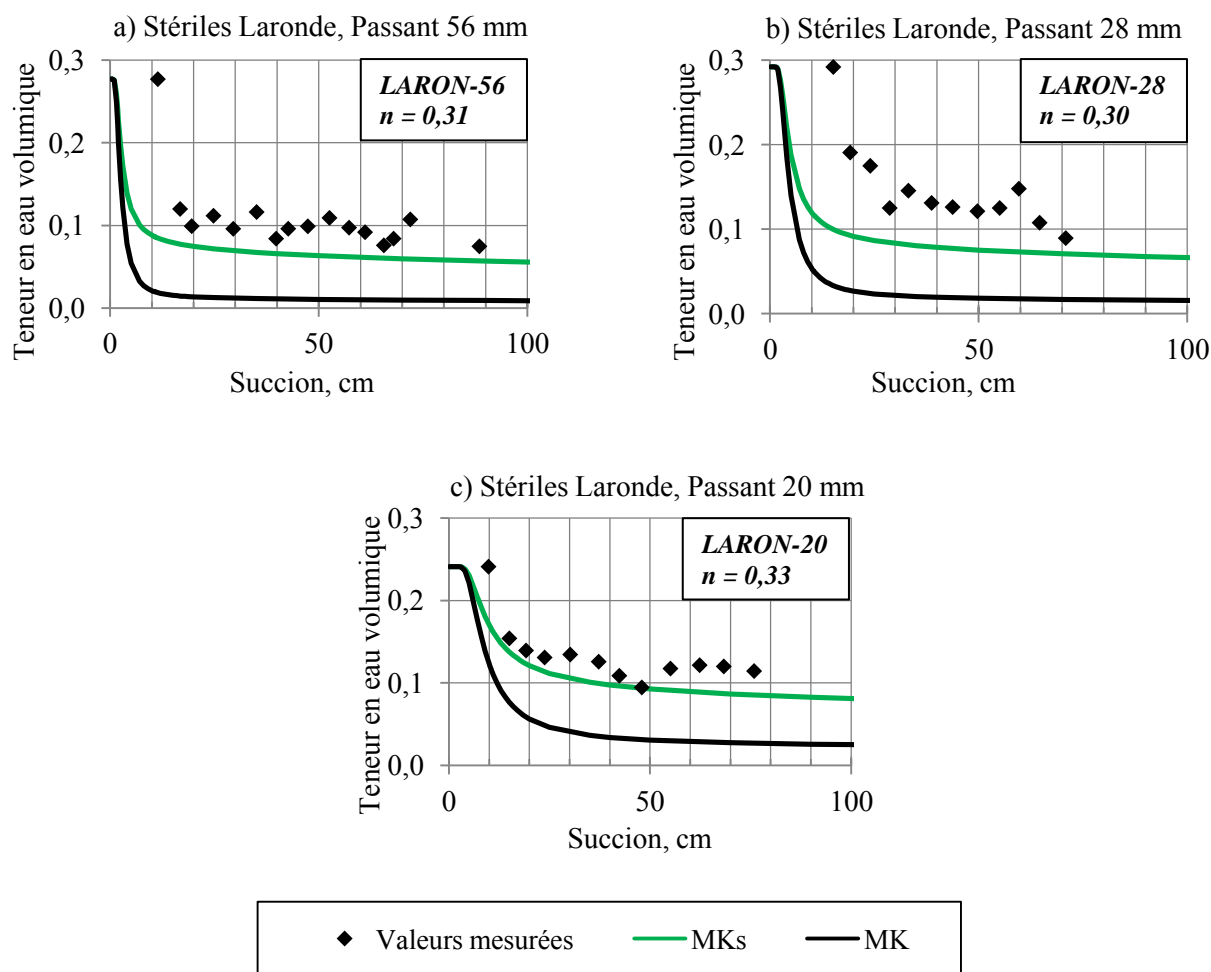 a) Stériles Laronde, Passant 56 mm
0,3
0,2
0,1
0,0
Teneur en eau volumique
LARON-56
n = 0,31
0 50 100
Succion, cm
b) Stériles Laronde, Passant 28 mm
0,3
0,2
0,1
0,0
Teneur en eau volumique
LARON-28
n = 0,30
0 50 100
Succion, cm
c) Stériles Laronde, Passant 20 mm
0,3
0,2
0,1
0,0
Teneur en eau volumique
LARON-20
n = 0,33
0 50 100
Succion, cm
Valeurs mesurées MKs MK